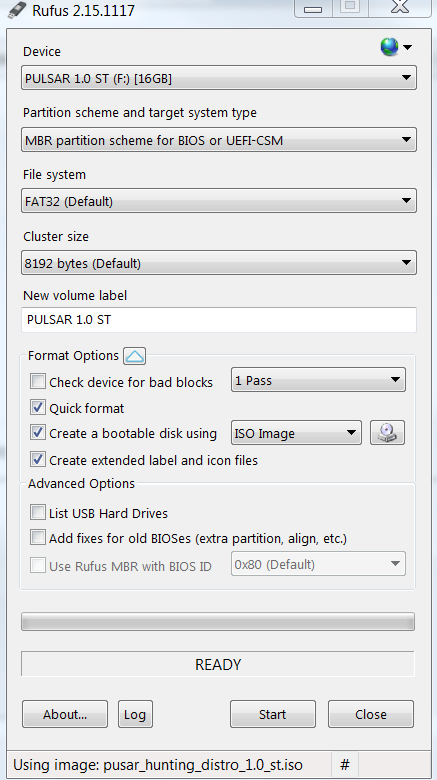 Rufus 2.15.1117
Device
PULSAR 1.0 ST (F:) [16GB]
Partition scheme and target system type
MBR partition scheme for BIOS or UEFI-CSM
File system
FAT32 (Default)
Cluster size
8192 bytes (Default)
New volume label
PULSAR 1.0 ST
Format Options
Check device for bad blocks 1 Pass
Quick format
Create a bootable disk using ISO Image
Create extended label and icon files
Advanced Options
List USB Hard Drives
Add fixes for old BIOSes (extra partition, align, etc.)
Use Rufus MBR with BIOS ID 0x80 (Default)
READY
About... Log Start Close
Using image: pusar_hunting_distro_1.0_st.iso #